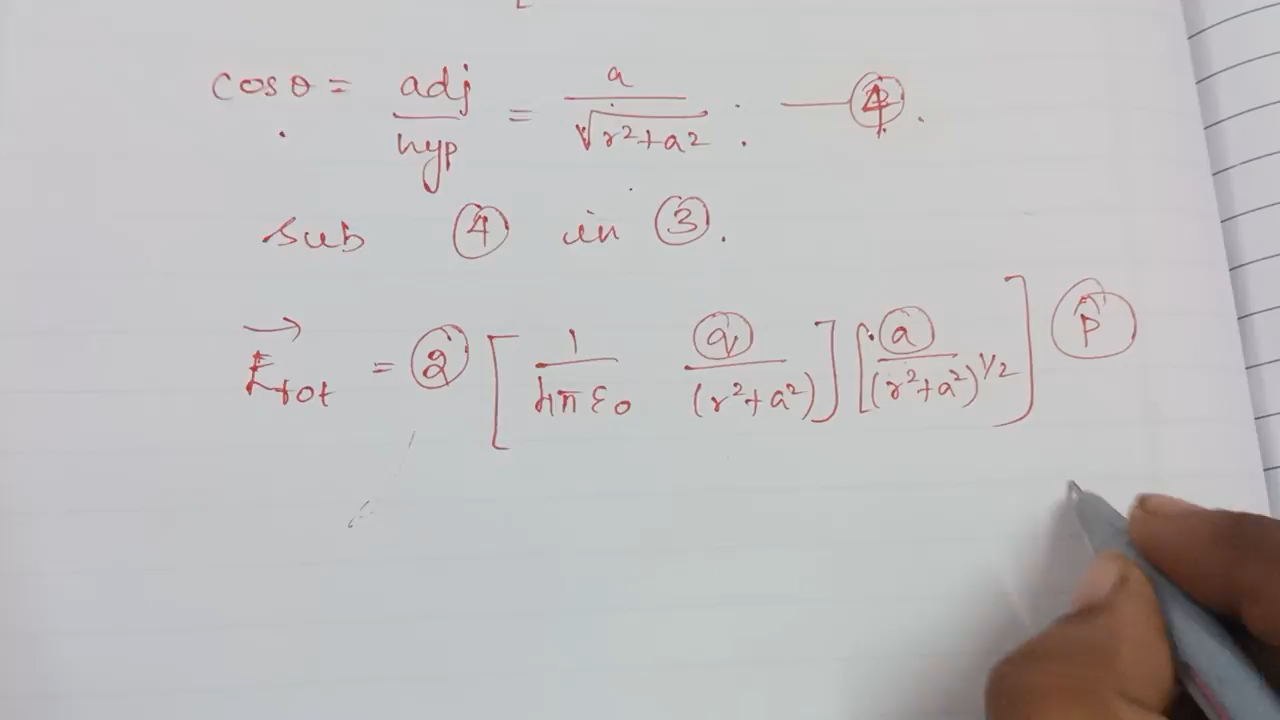 cos θ = adj/hyp = a/√(r²+a²) : —④.
sub ④ in ③.
E⃗tot = 2 [ 1/(4πε₀) q/(r²+a²) ] [ a/(r²+a²)^1/2 ] p̂